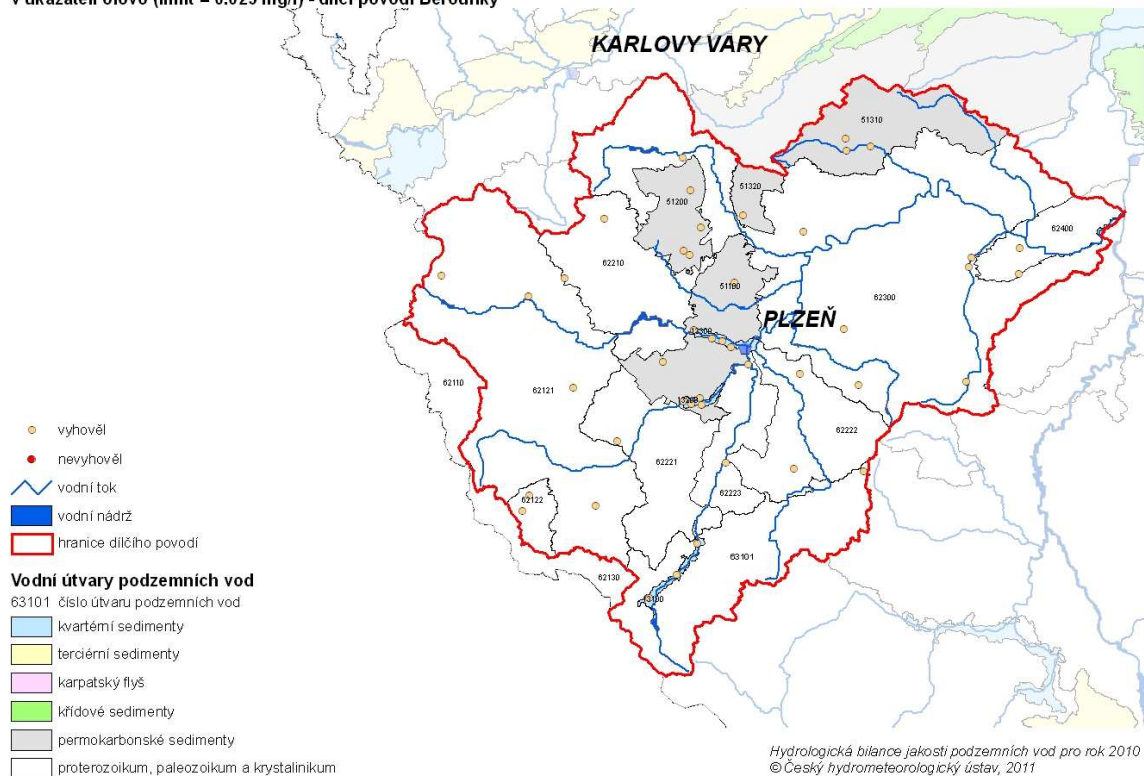 v ukazateli olovo (limit = 0.025 mg/l) - dílčí povodí Berounky
KARLOVY VARY
51310
51320
51200
62400
62210
51100
62300
PLZEŇ
62110
62121
62222
62221
62122
62223
63101
62130
vyhověl
nevyhověl
vodní tok
vodní nádrž
hranice dílčího povodí
Vodní útvary podzemních vod
63101 číslo útvaru podzemních vod
kvartérní sedimenty
terciérní sedimenty
karpatský flyš
křídové sedimenty
permokarbonské sedimenty
proterozoikum, paleozoikum a krystalinikum
Hydrologická bilance jakosti podzemních vod pro rok 2010
© Český hydrometeorologický ústav, 2011